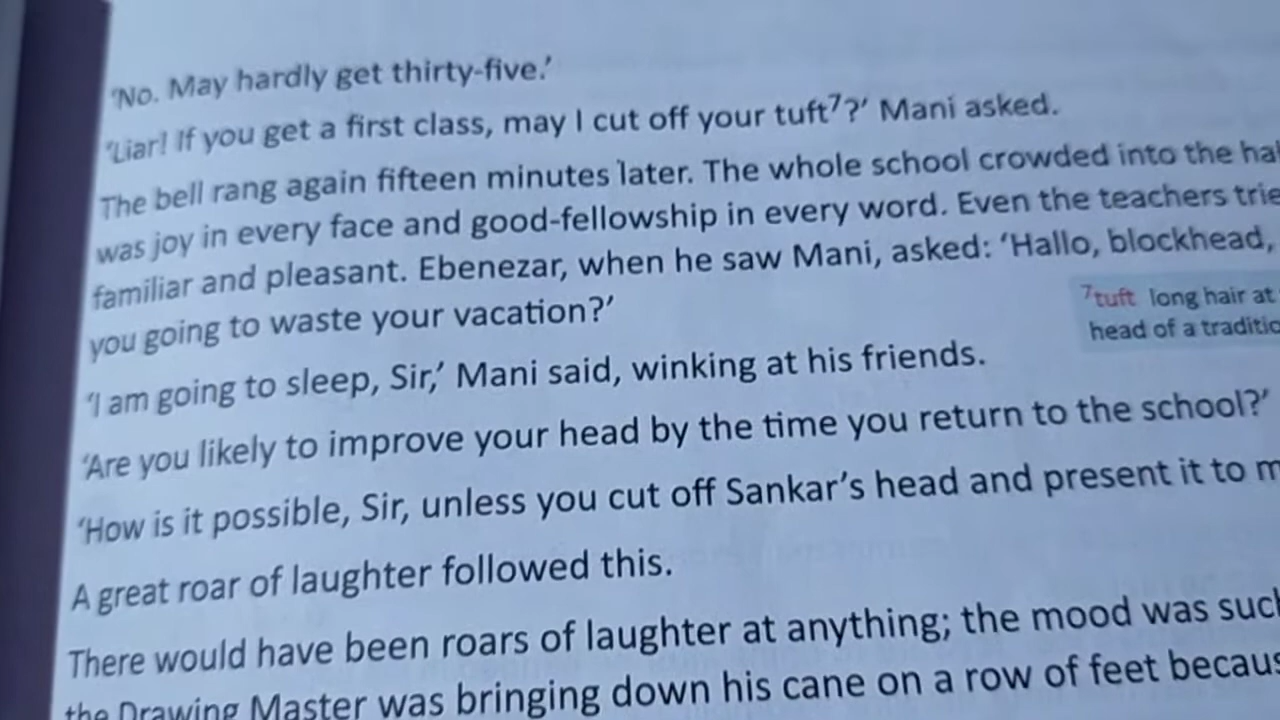 ‘No. May hardly get thirty-five.’
‘Liar! If you get a first class, may I cut off your tuft⁷?’ Mani asked.
The bell rang again fifteen minutes later. The whole school crowded into the
was joy in every face and good-fellowship in every word. Even the teachers
familiar and pleasant. Ebenezar, when he saw Mani, asked: ‘Hallo, blockhead,
you going to waste your vacation?’
⁷tuft long hair at
head of a
‘I am going to sleep, Sir,’ Mani said, winking at his friends.
‘Are you likely to improve your head by the time you return to the school?’
‘How is it possible, Sir, unless you cut off Sankar’s head and present it to
A great roar of laughter followed this.
There would have been roars of laughter at anything; the mood was
the Drawing Master was bringing down his cane on a row of feet